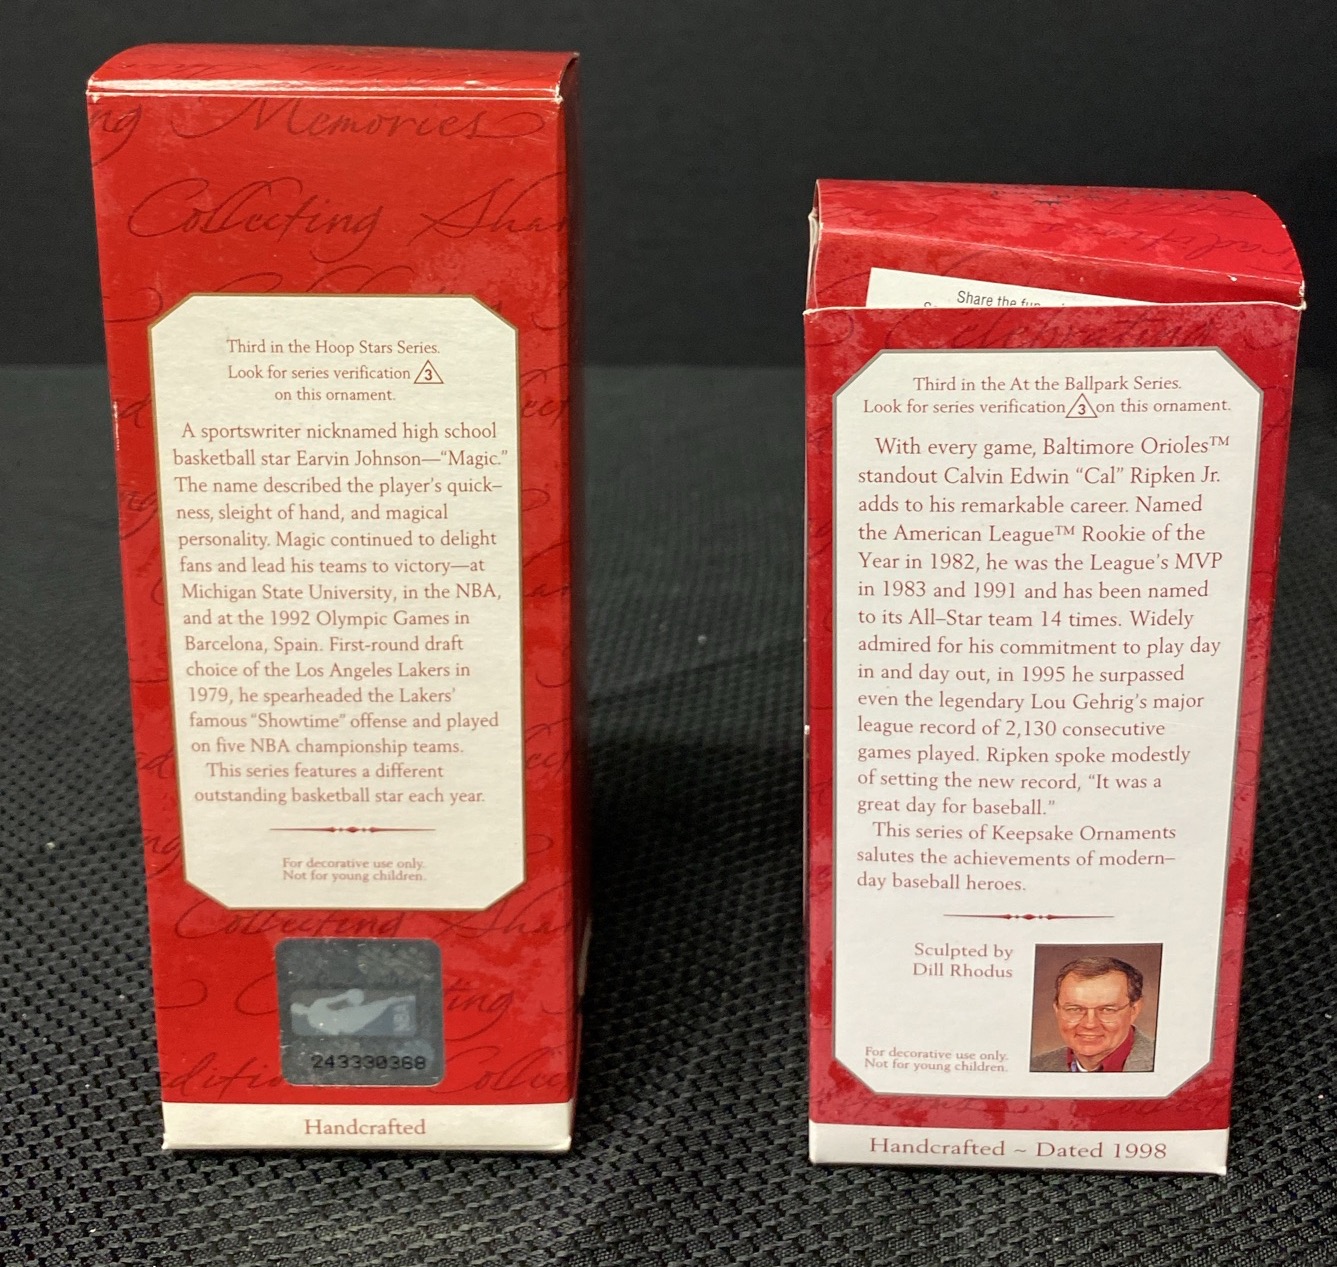 ng Memories
Collecting Shar
Third in the Hoop Stars Series.
Look for series verification 3
on this ornament.
A sportswriter nicknamed high school
basketball star Earvin Johnson—“Magic.”
The name described the player's quick–
ness, sleight of hand, and magical
personality. Magic continued to delight
fans and lead his teams to victory—at
Michigan State University, in the NBA,
and at the 1992 Olympic Games in
Barcelona, Spain. First-round draft
choice of the Los Angeles Lakers in
1979, he spearheaded the Lakers'
famous "Showtime" offense and played
on five NBA championship teams.
This series features a different
outstanding basketball star each year.
For decorative use only.
Not for young children.
Collecting Shar
ting
243330368
Handcrafted
Share the fun
Celebrating
Third in the At the Ballpark Series.
Look for series verification 3 on this ornament.
With every game, Baltimore Orioles™
standout Calvin Edwin “Cal” Ripken Jr.
adds to his remarkable career. Named
the American League™ Rookie of the
Year in 1982, he was the League's MVP
in 1983 and 1991 and has been named
to its All–Star team 14 times. Widely
admired for his commitment to play day
in and day out, in 1995 he surpassed
even the legendary Lou Gehrig's major
league record of 2,130 consecutive
games played. Ripken spoke modestly
of setting the new record, “It was a
great day for baseball.”
This series of Keepsake Ornaments
salutes the achievements of modern–
day baseball heroes.
Sculpted by
Dill Rhodus
For decorative use only.
Not for young children.
Handcrafted ~ Dated 1998